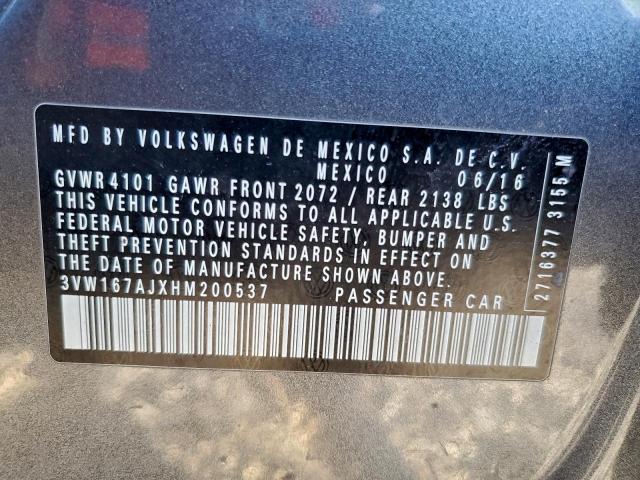 MFD BY VOLKSWAGEN DE MEXICO S.A. DE C.V.
MEXICO 06/16
GVWR 4101 GAWR FRONT 2072 / REAR 2138 LBS
THIS VEHICLE CONFORMS TO ALL APPLICABLE U.S.
FEDERAL MOTOR VEHICLE SAFETY, BUMPER AND
THEFT PREVENTION STANDARDS IN EFFECT ON
THE DATE OF MANUFACTURE SHOWN ABOVE.
3VW167AJXHM200537 PASSENGER CAR
2716377 3155 M